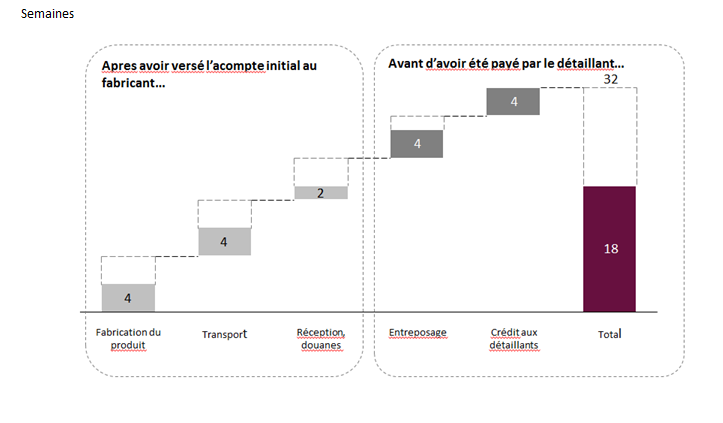 Semaines
Apres avoir versé l'acompte initial au
fabricant...
Avant d'avoir été payé par le détaillant...
32
4
4
2
4
4
18
Fabrication du
produit
Transport
Réception,
douanes
Entreposage
Crédit aux
détaillants
Total